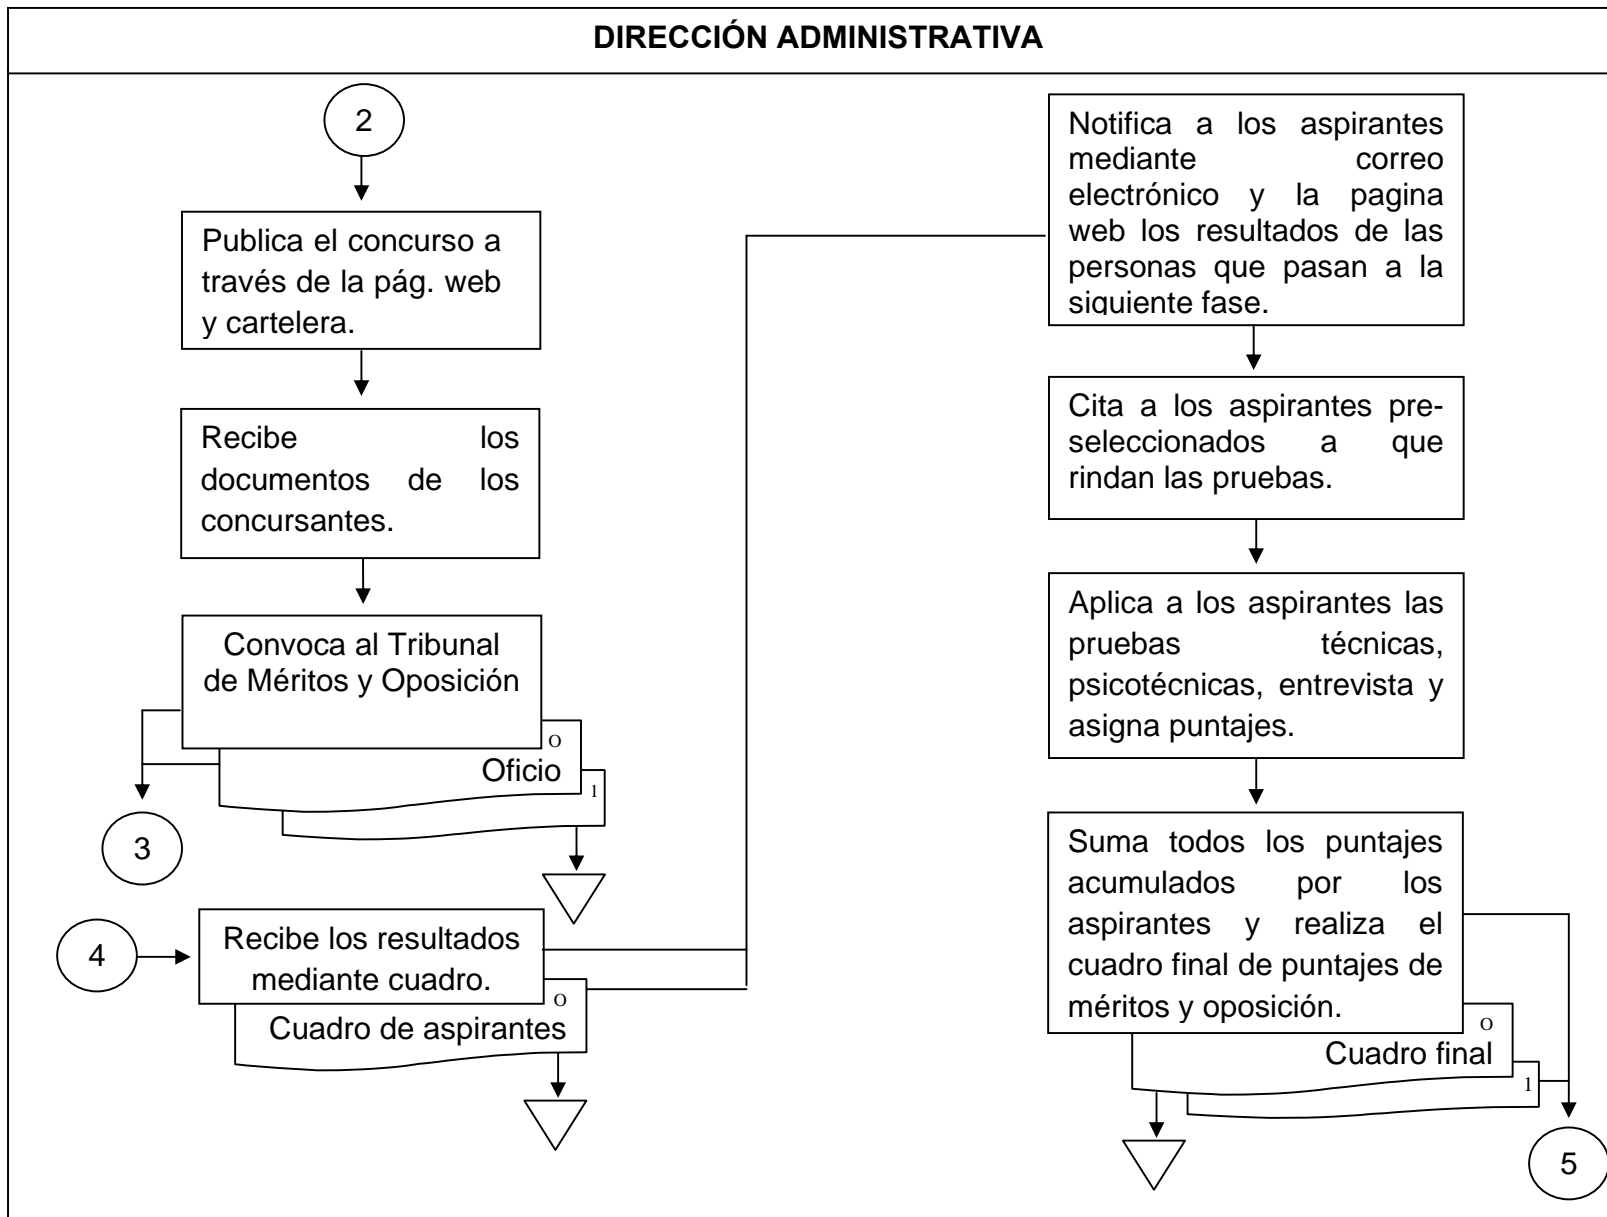 DIRECCIÓN ADMINISTRATIVA
2
Publica el concurso a
través de la pág. web
y cartelera.
Recibe los
documentos de los
concursantes.
Convoca al Tribunal
de Méritos y Oposición
O
Oficio
1
3
4
Recibe los resultados
mediante cuadro.
O
Cuadro de aspirantes
Notifica a los aspirantes
mediante correo
electrónico y la pagina
web los resultados de las
personas que pasan a la
siguiente fase.
Cita a los aspirantes pre-
seleccionados a que
rindan las pruebas.
Aplica a los aspirantes las
pruebas técnicas,
psicotécnicas, entrevista y
asigna puntajes.
Suma todos los puntajes
acumulados por los
aspirantes y realiza el
cuadro final de puntajes de
méritos y oposición.
O
Cuadro final
1
5